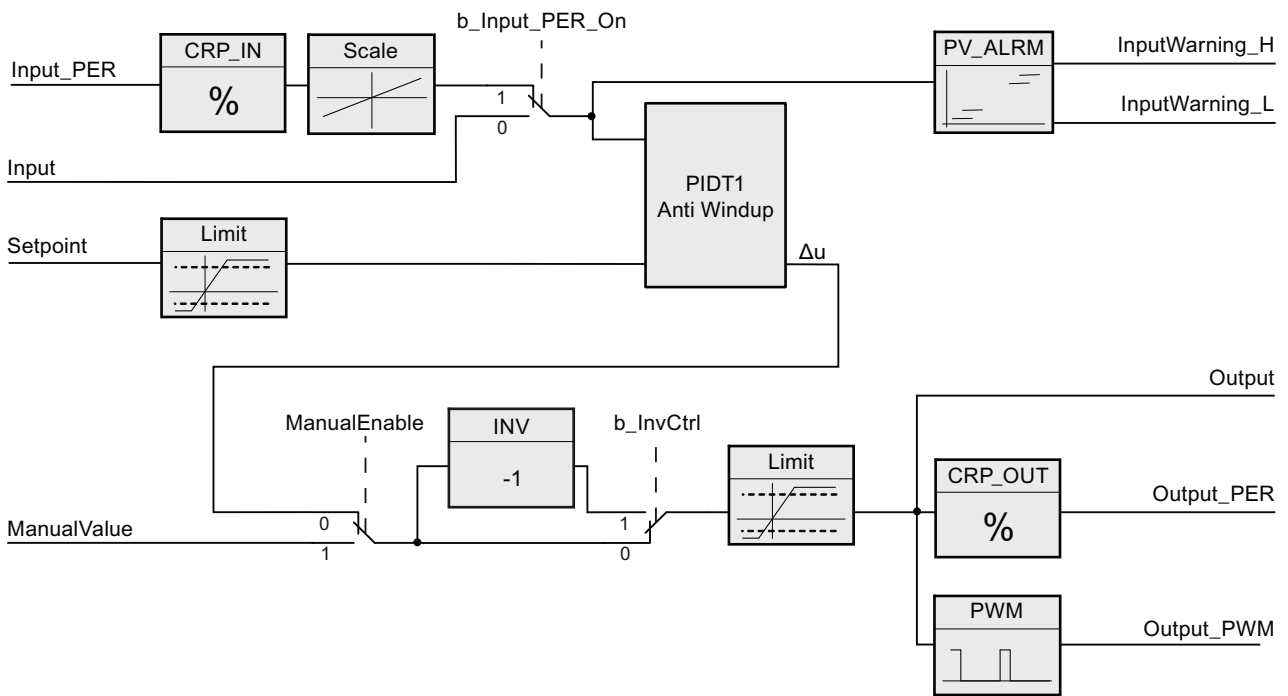 b_Input_PER_On
CRP_IN
Scale
PV_ALRM
InputWarning_H
Input_PER
%
1
0
InputWarning_L
Input
PIDT1
Anti Windup
Setpoint
Limit
Δu
Output
ManualEnable
INV
b_InvCtrl
-1
Limit
CRP_OUT
Output_PER
%
ManualValue
0
1
1
0
PWM
Output_PWM